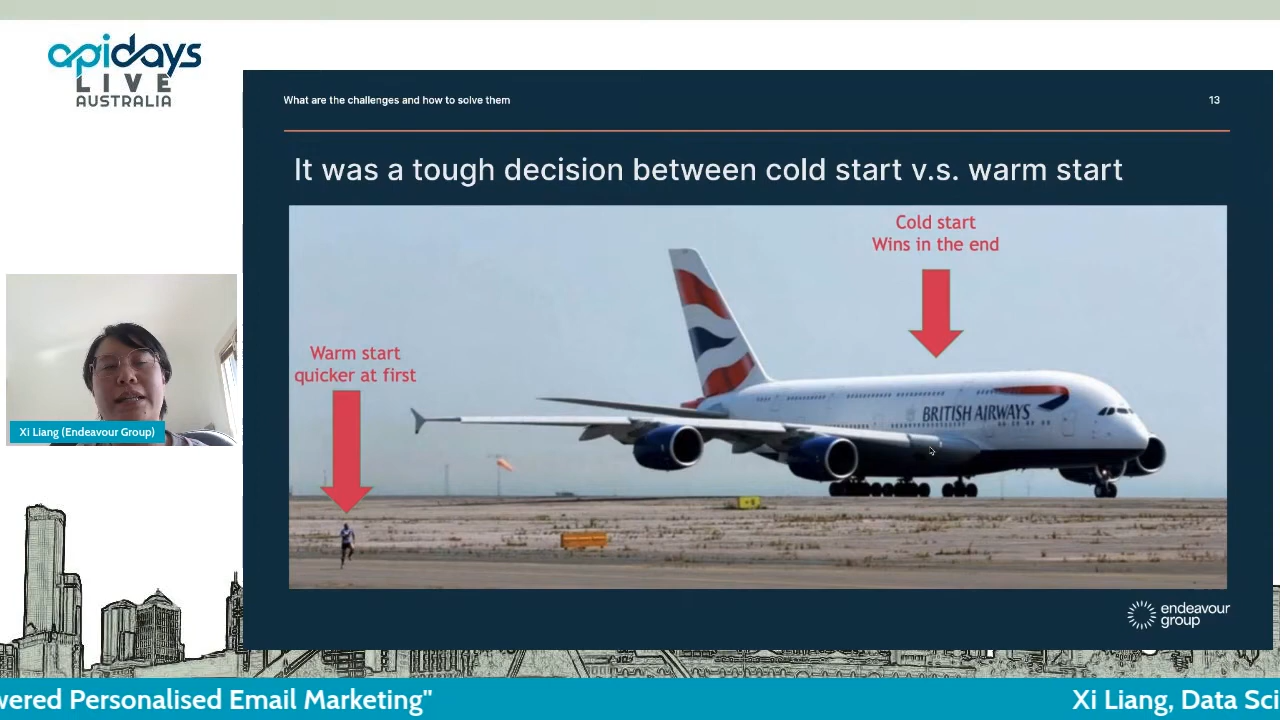 apidays
LIVE
AUSTRALIA
What are the challenges and how to solve them
13
It was a tough decision between cold start v.s. warm start
Cold start
Wins in the end
Warm start
quicker at first
BRITISH AIRWAYS
Xi Liang (Endeavour Group)
endeavour
group
wered Personalised Email Marketing"
Xi Liang, Data Sci